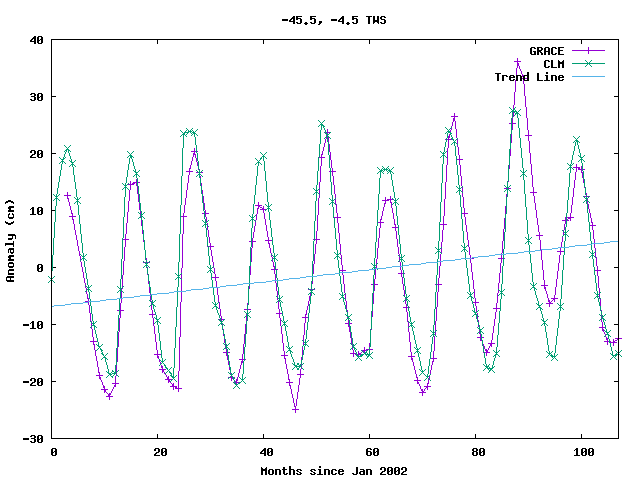 -45.5, -4.5 TWS
GRACE
CLM
Trend Line
40
30
20
10
0
-10
-20
-30
Anomaly (cm)
0 20 40 60 80 100
Months since Jan 2002